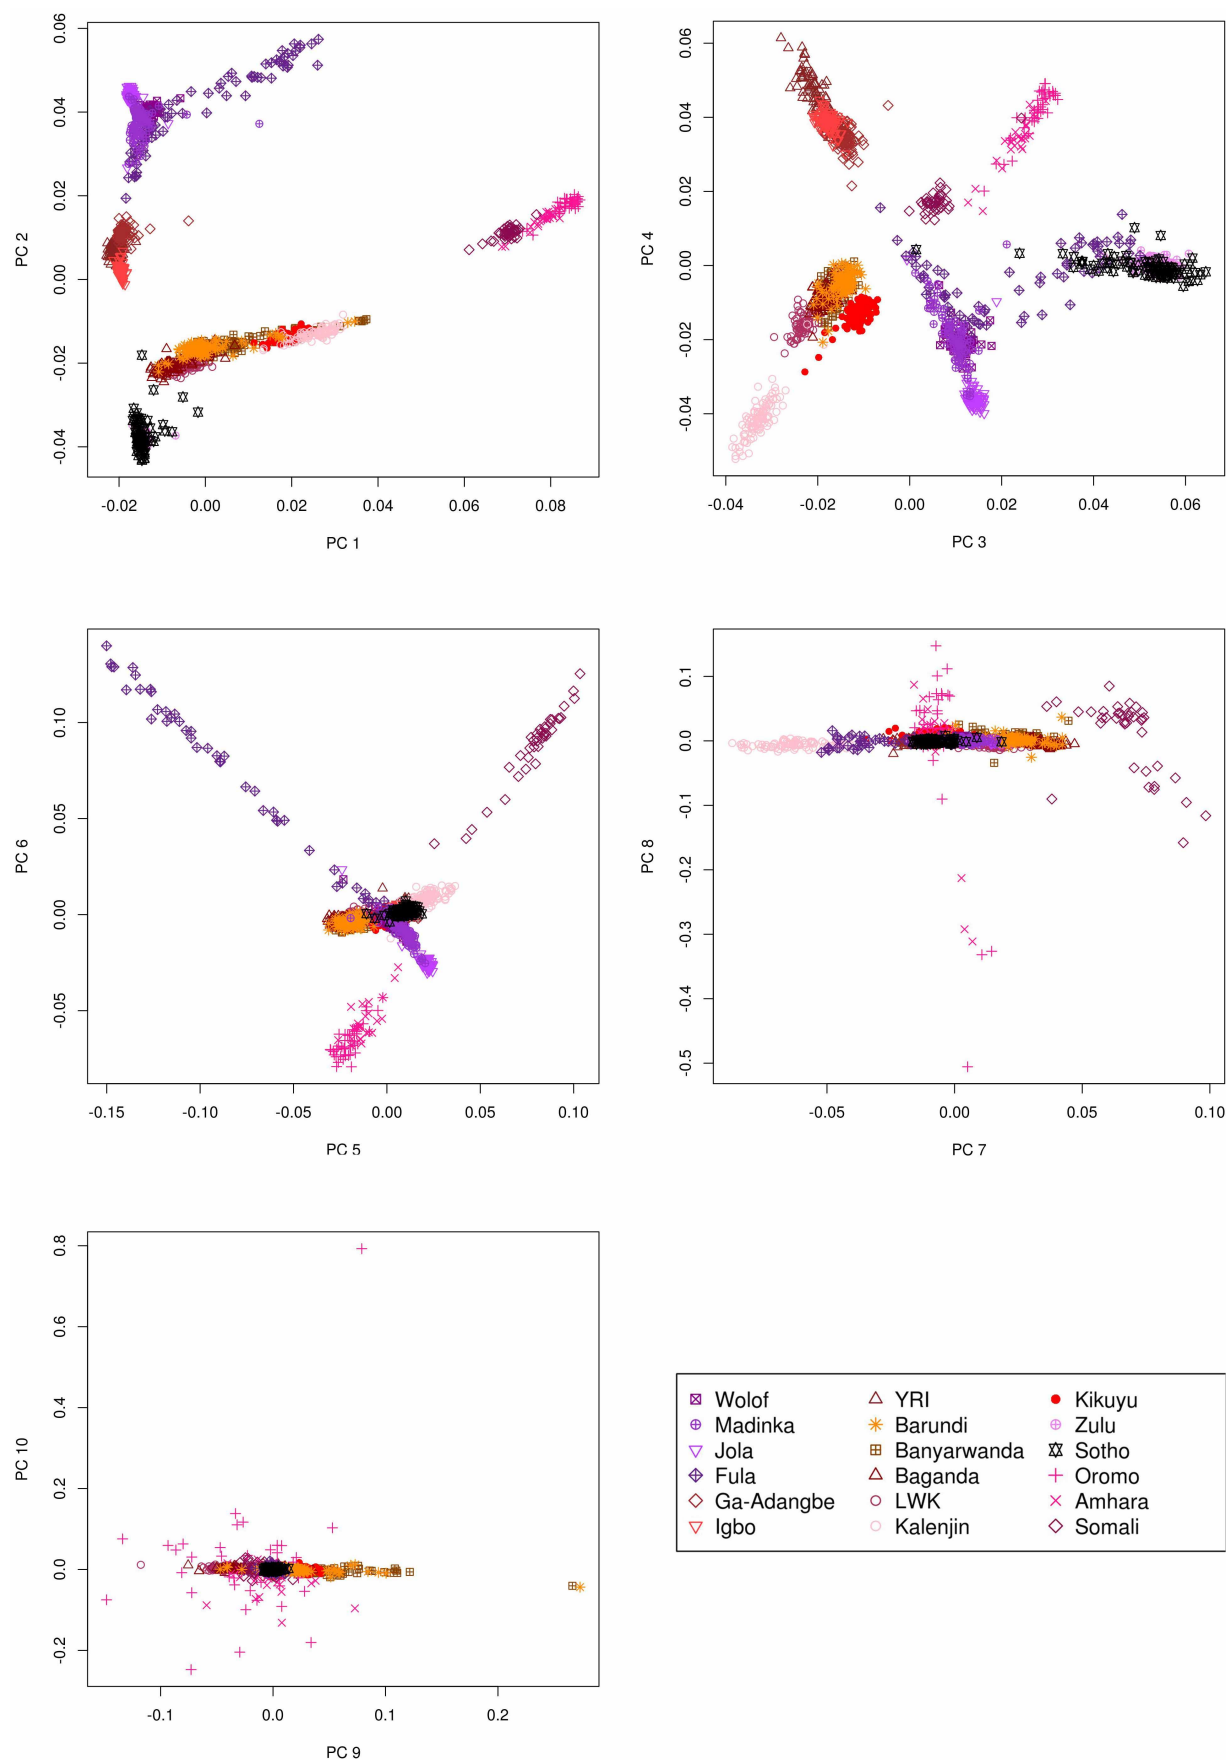 0.06
0.04
0.02
0.00
-0.02
-0.04
PC 2
-0.02 0.00 0.02 0.04 0.06 0.08
PC 1
0.06
0.04
0.02
0.00
-0.02
-0.04
PC 4
-0.04 -0.02 0.00 0.02 0.04 0.06
PC 3
0.10
0.05
0.00
-0.05
PC 6
-0.15 -0.10 -0.05 0.00 0.05 0.10
PC 5
0.1
0.0
-0.1
-0.2
-0.3
-0.4
-0.5
PC 8
-0.05 0.00 0.05 0.10
PC 7
0.8
0.6
0.4
0.2
0.0
-0.2
PC 10
-0.1 0.0 0.1 0.2
PC 9
Wolof YRI Kikuyu
Madinka Barundi Zulu
Jola Banyarwanda Sotho
Fula Baganda Oromo
Ga-Adangbe LWK Amhara
Igbo Kalenjin Somali